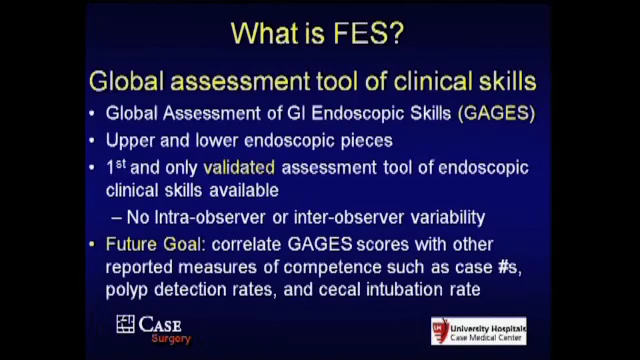 What is FES?
Global assessment tool of clinical skills
• Global Assessment of GI Endoscopic Skills (GAGES)
• Upper and lower endoscopic pieces
• 1st and only validated assessment tool of endoscopic
clinical skills available
– No Intra-observer or inter-observer variability
• Future Goal: correlate GAGES scores with other
reported measures of competence such as case #s,
polyp detection rates, and cecal intubation rate
CASE
Surgery
University Hospitals
Case Medical Center